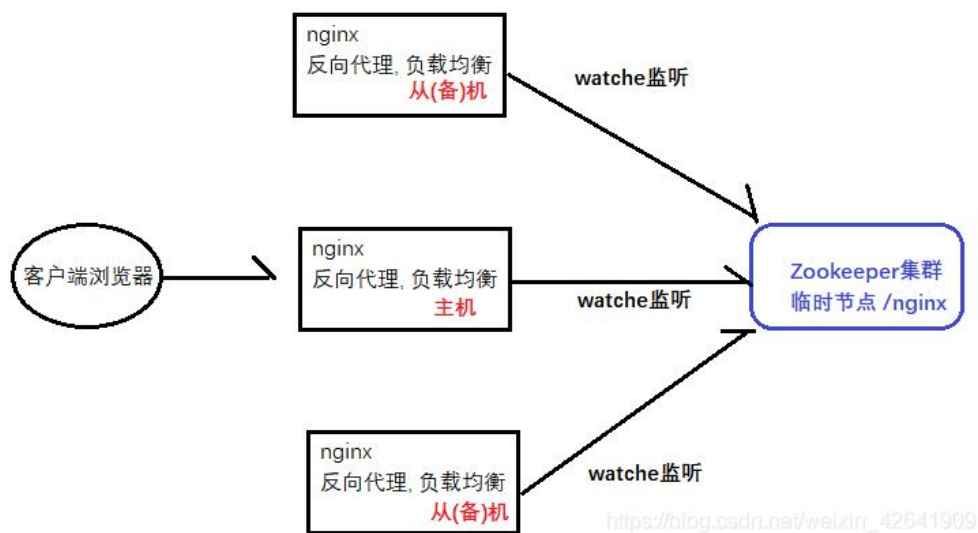 nginx
反向代理, 负载均衡
从(备)机
watche监听
客户端浏览器
nginx
反向代理, 负载均衡
主机
watche监听
Zookeeper集群
临时节点 /nginx
nginx
反向代理, 负载均衡
从(备)机
watche监听
https://blog.csdn.net/weixin_42641909